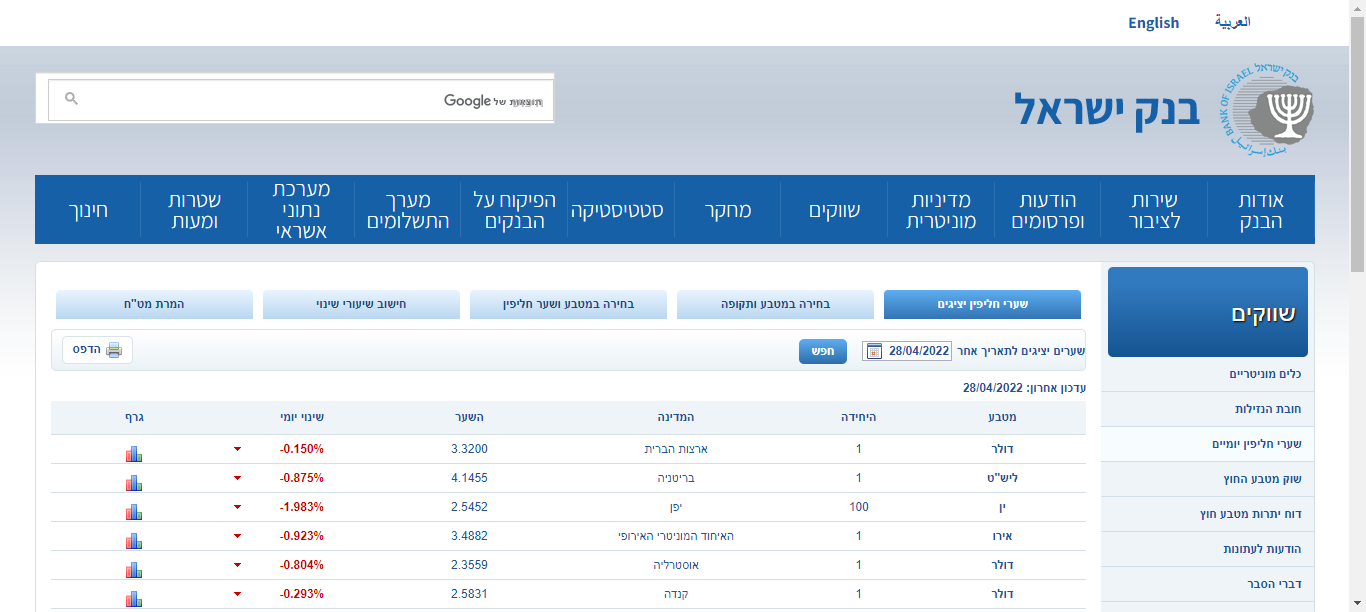 العربية English
בנק ישראל
BANK OF ISRAEL בנק ישראל بنك إسرائيل
תוצאות של Google
אודות הבנק
שירות לציבור
הודעות ופרסומים
מדיניות מוניטרית
שווקים
מחקר
סטטיסטיקה
הפיקוח על הבנקים
מערך התשלומים
מערכת נתוני אשראי
שטרות ומעות
חינוך
שווקים
כלים מוניטריים
חובת הנזילות
שערי חליפין יומיים
שוק מטבע החוץ
דוח יתרות מטבע חוץ
הודעות לעתונות
דברי הסבר
שערי חליפין יציגים
בחירה במטבע ותקופה
בחירה במטבע ושער חליפין
חישוב שיעורי שינוי
המרת מט"ח
שערים יציגים לתאריך אחר 28/04/2022 חפש הדפס
עדכון אחרון: 28/04/2022
מטבע היחידה המדינה השער שינוי יומי גרף
דולר 1 ארצות הברית 3.3200 -0.150%
ליש"ט 1 בריטניה 4.1455 -0.875%
ין 100 יפן 2.5452 -1.983%
אירו 1 האיחוד המוניטרי האירופי 3.4882 -0.923%
דולר 1 אוסטרליה 2.3559 -0.804%
דולר 1 קנדה 2.5831 -0.293%